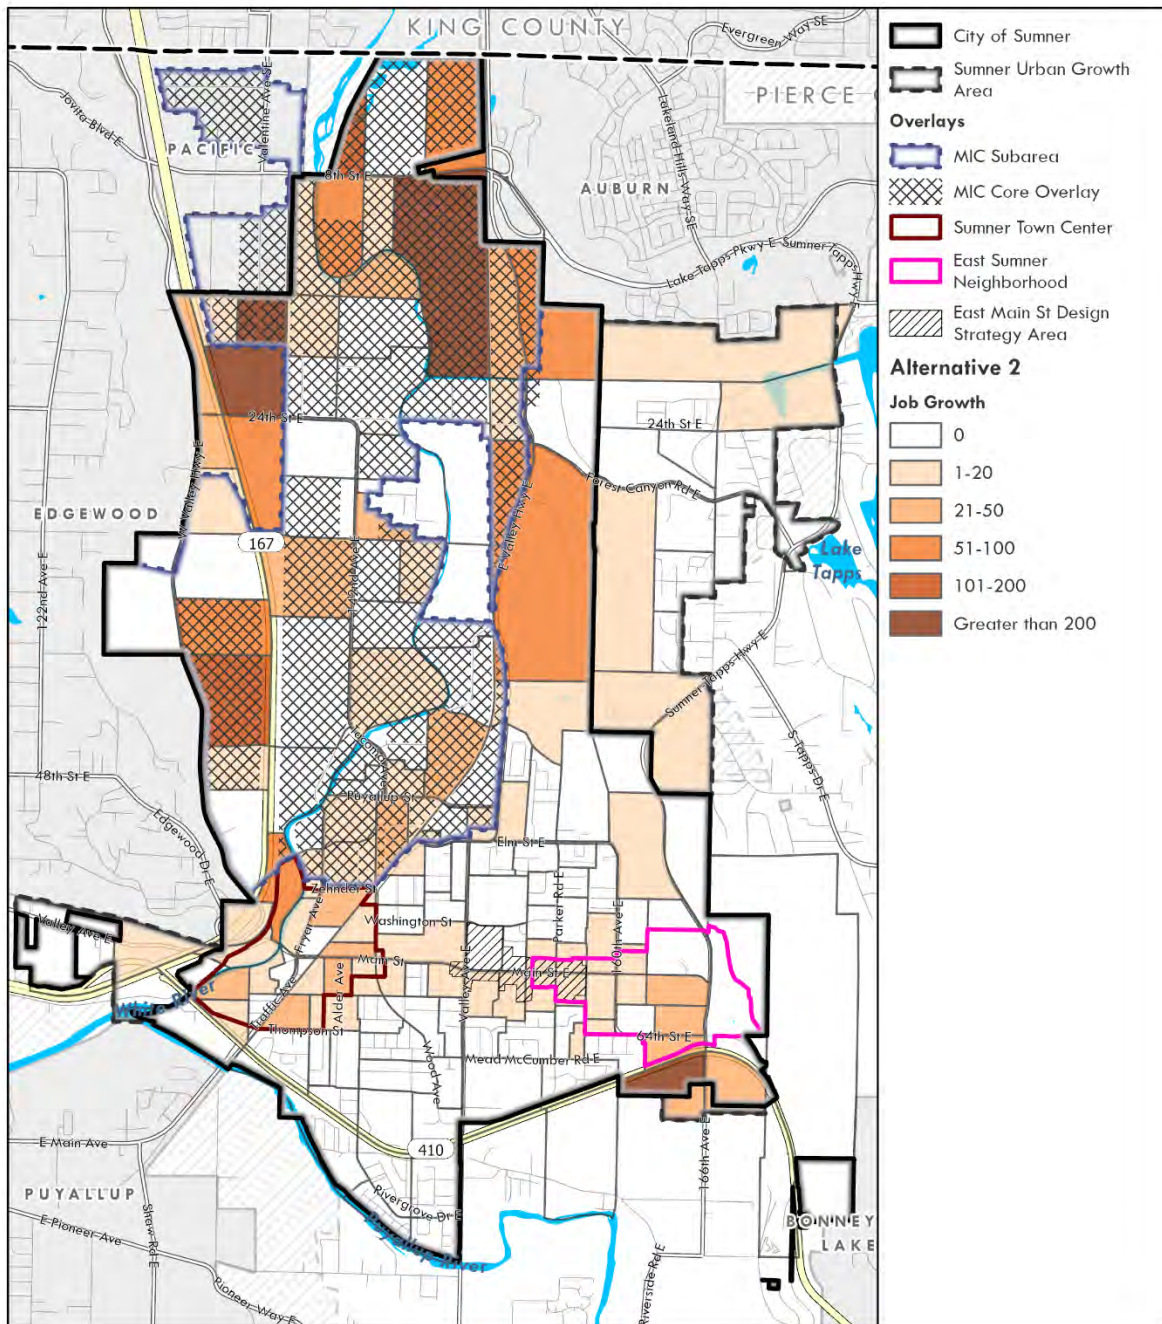 KING COUNTY
Evergreen Way SE
PIERCE
Jovita Blvd E
Valentine Ave SE
PACIFIC
8th St E
AUBURN
Lakeland Hills Way SE
Lake Tapps Pkwy E
Sumner Tapps Hwy E
24th St E
24th St E
W Valley Hwy E
E Valley Hwy E
Forest Canyon Rd E
EDGEWOOD
167
142nd Ave E
122nd Ave E
Lake
Tapps
Sumner-Tapps Hwy E
S Tapps Dr E
48th St E
Edgewood Dr E
Puyallup St
Elm St E
Zehnder St
Valley Ave E
Fryar Ave
Washington St
Parker Rd E
160th Ave E
Main St
Main St E
Alder Ave
Valley Ave E
White River
Traffic Ave
Thompson St
64th St E
Wood Ave
Mead McCumber Rd E
E Main Ave
410
166th Ave E
PUYALLUP
Rivergrove Dr E
Shaw Rd E
E Pioneer Ave
Puyallup River
BONNEY
LAKE
Pioneer Way E
Riverside Rd E
City of Sumner
Sumner Urban Growth
Area
Overlays
MIC Subarea
MIC Core Overlay
Sumner Town Center
East Sumner
Neighborhood
East Main St Design
Strategy Area
Alternative 2
Job Growth
0
1-20
21-50
51-100
101-200
Greater than 200